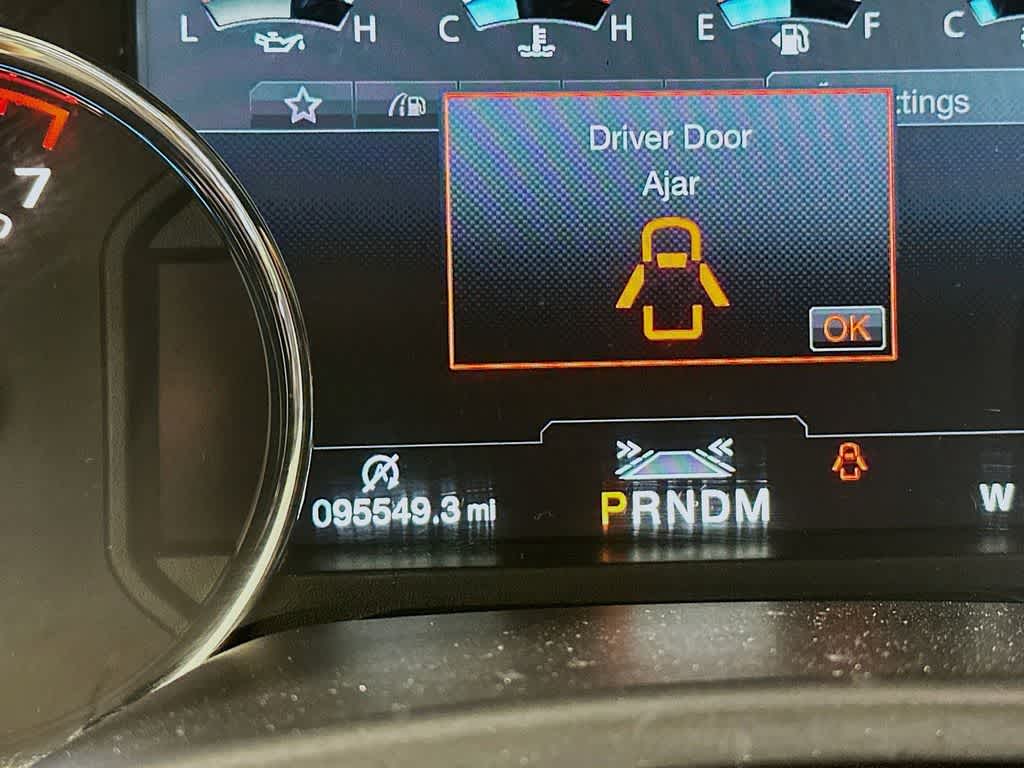 L H C H E F C
7
ttings
Driver Door
Ajar
OK
095549.3 mi
PRNDM
W